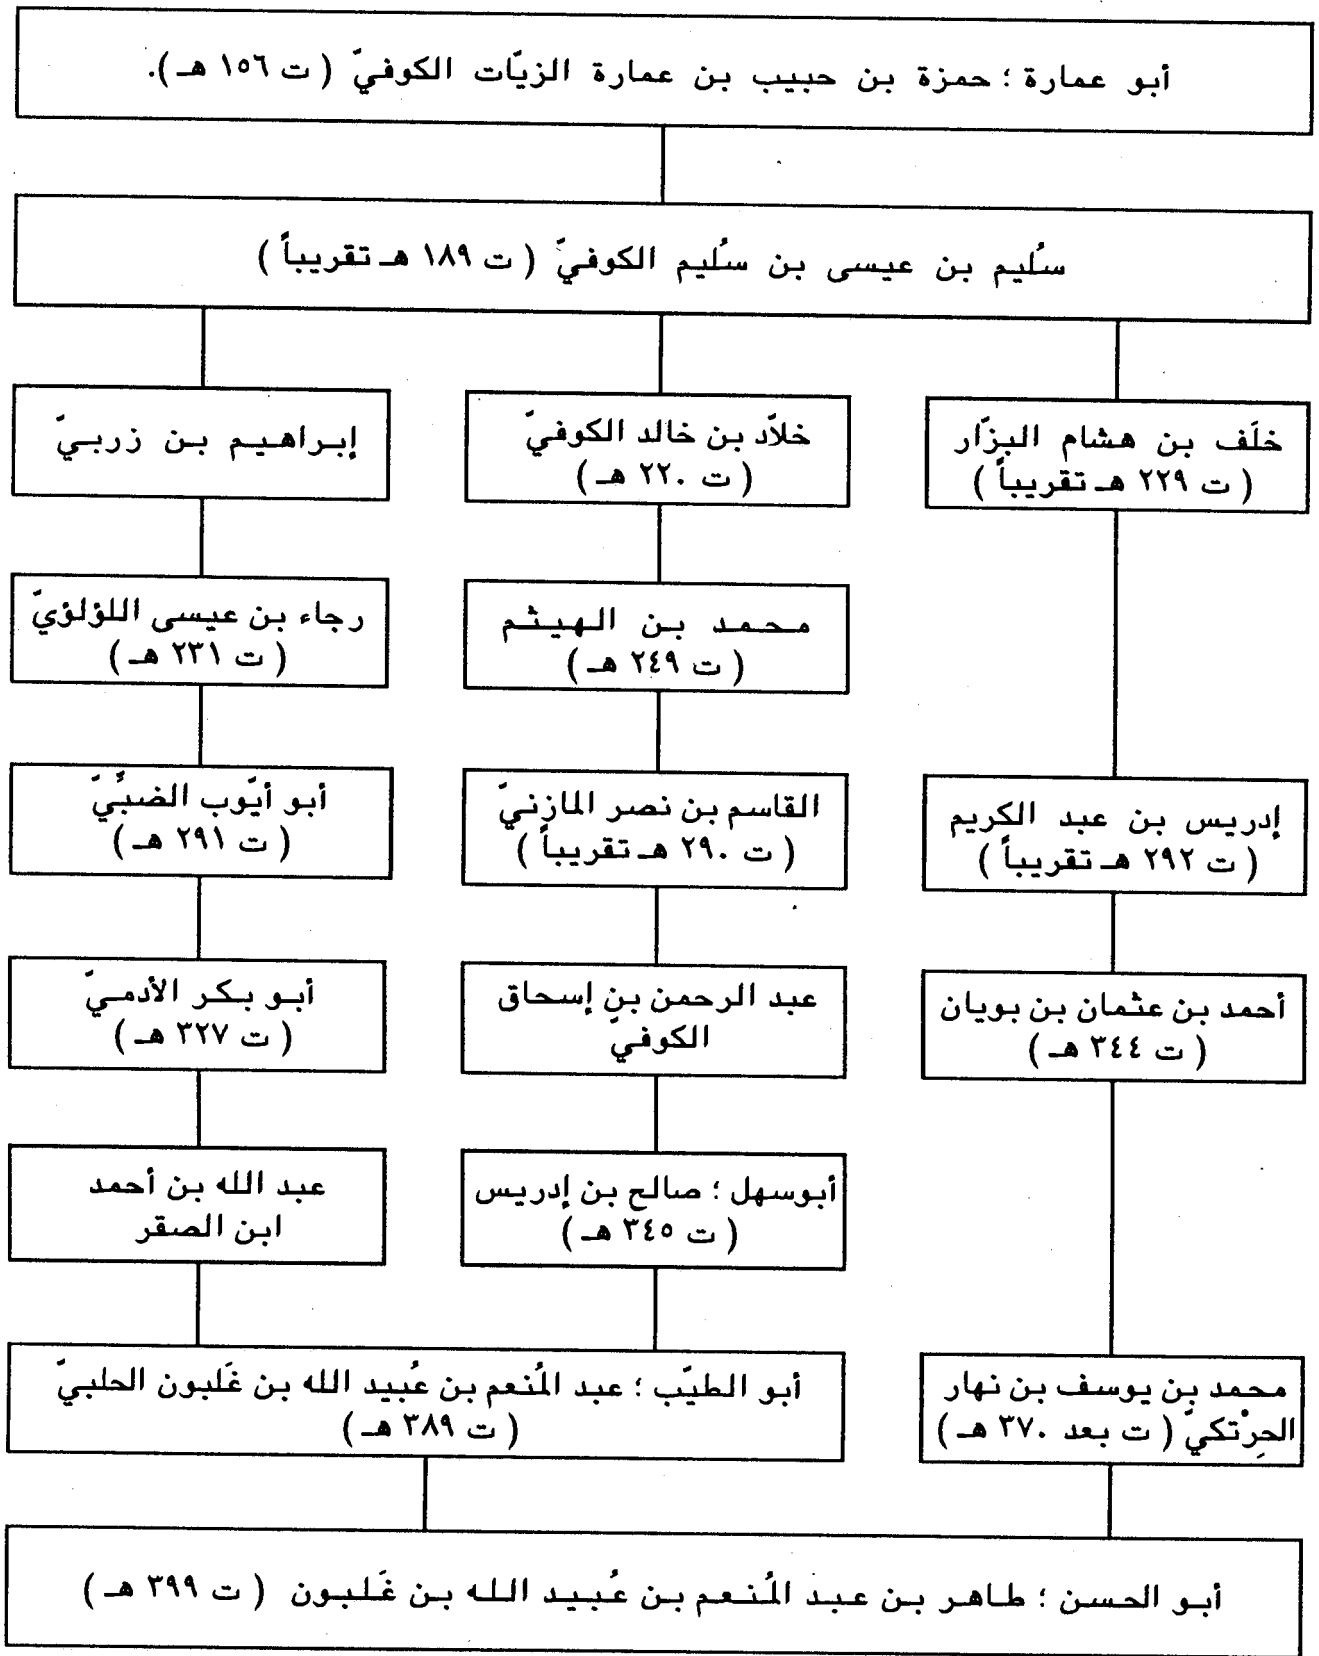 أبو عمارة ؛ حمزة بن حبيب بن عمارة الزيّات الكوفيّ ( ت ١٥٦ هـ ).
سُليم بن عيسى بن سُليم الكوفيّ ( ت ١٨٩ هـ تقريباً )
خلَف بن هشام البزّار
( ت ٢٢٩ هـ تقريباً )
خلاّد بن خالد الكوفيّ
( ت ٢٢٠ هـ )
إبراهيم بن زربيّ
محمد بن الهيثم
( ت ٢٤٩ هـ )
رجاء بن عيسى اللؤلؤيّ
( ت ٢٣١ هـ )
إدريس بن عبد الكريم
( ت ٢٩٢ هـ تقريباً )
القاسم بن نصر المازنيّ
( ت ٢٩٠ هـ تقريباً )
أبو أيّوب الضبّيّ
( ت ٢٩١ هـ )
أحمد بن عثمان بن بويان
( ت ٣٤٤ هـ )
عبد الرحمن بن إسحاق
الكوفيّ
أبو بكر الأدميّ
( ت ٣٢٧ هـ )
أبوسهل ؛ صالح بن إدريس
( ت ٣٤٥ هـ )
عبد الله بن أحمد
ابن الصقر
محمد بن يوسف بن نهار
الحِرْتكيّ ( ت بعد ٣٧٠ هـ )
أبو الطيّب ؛ عبد المُنعم بن عُبيد الله بن غَلبون الحلبيّ
( ت ٣٨٩ هـ )
أبو الحسن ؛ طاهر بن عبد المُنعم بن عُبيد الله بن غَلبون ( ت ٣٩٩ هـ )